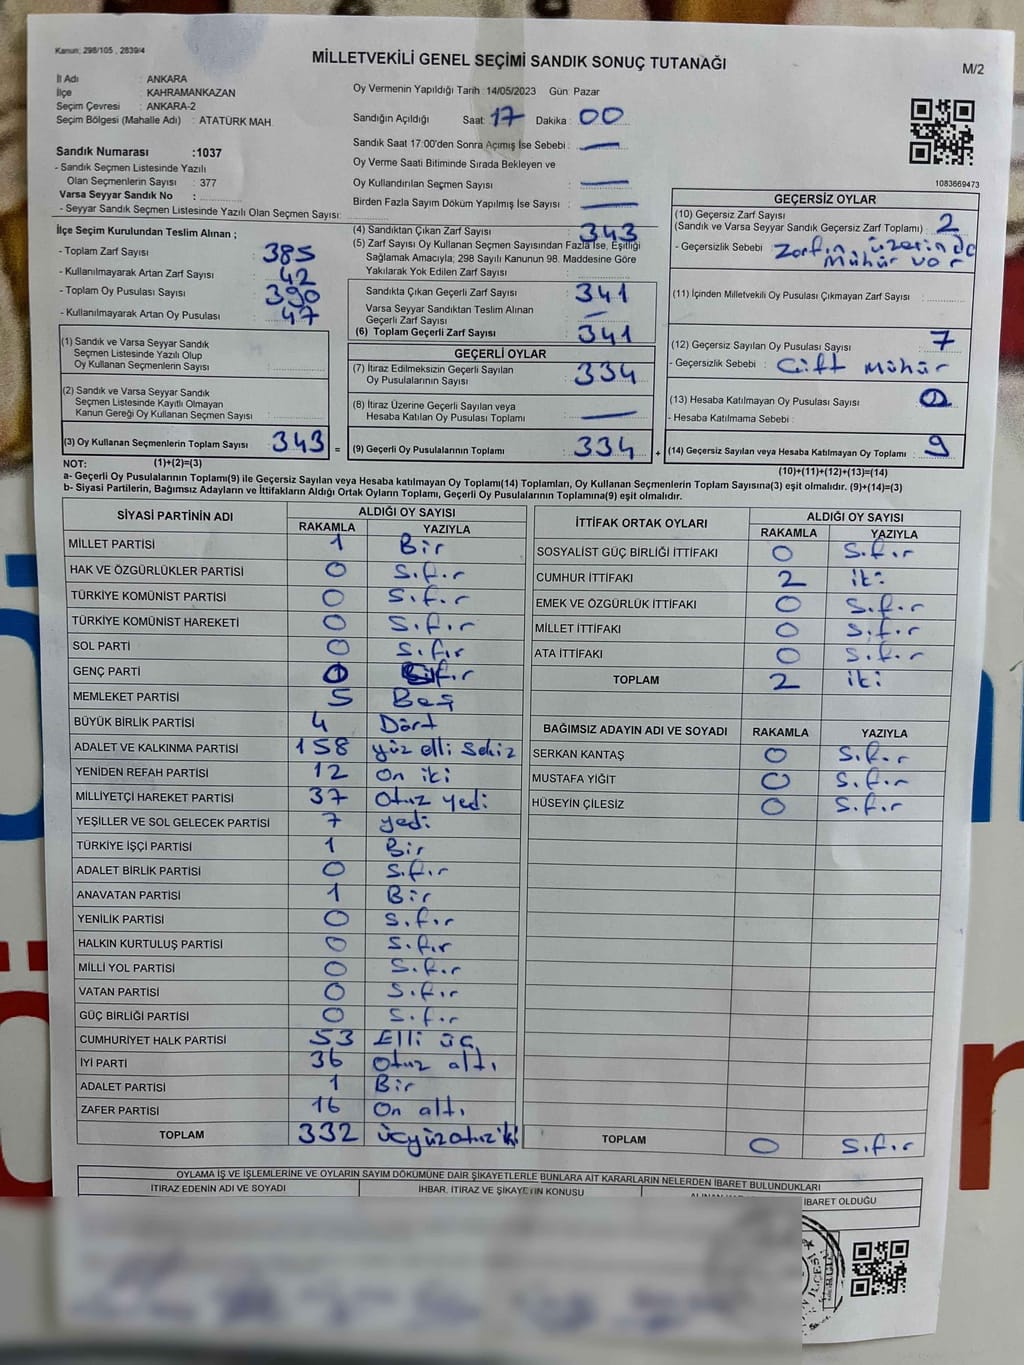 Kanun: 298/105 , 2839/4
MİLLETVEKİLİ GENEL SEÇİMİ SANDIK SONUÇ TUTANAĞI
M/2
İl Adı : ANKARA
İlçe : KAHRAMANKAZAN
Seçim Çevresi : ANKARA-2
Seçim Bölgesi (Mahalle Adı) : ATATÜRK MAH.
Sandık Numarası :1037
- Sandık Seçmen Listesinde Yazılı
Olan Seçmenlerin Sayısı : 377
Varsa Seyyar Sandık No :
- Seyyar Sandık Seçmen Listesinde Yazılı Olan Seçmen Sayısı:
Oy Vermenin Yapıldığı Tarih : 14/05/2023 Gün: Pazar
Sandığın Açıldığı Saat: 17 Dakika : 00
Sandık Saat 17:00'den Sonra Açımış İse Sebebi : —
Oy Verme Saati Bitiminde Sırada Bekleyen ve
Oy Kullandırılan Seçmen Sayısı : —
Birden Fazla Sayım Döküm Yapılmış İse Sayısı : —
1083669473
İlçe Seçim Kurulundan Teslim Alınan ;
- Toplam Zarf Sayısı : 385
- Kullanılmayarak Artan Zarf Sayısı : 42
- Toplam Oy Pusulası Sayısı : 390
- Kullanılmayarak Artan Oy Pusulası : 47
(4) Sandıktan Çıkan Zarf Sayısı : 343
(5) Zarf Sayısı Oy Kullanan Seçmen Sayısından Fazla İse, Eşitliği
Sağlamak Amacıyla; 298 Sayılı Kanunun 98. Maddesine Göre
Yakılarak Yok Edilen Zarf Sayısı :
Sandıkta Çıkan Geçerli Zarf Sayısı : 341
Varsa Seyyar Sandıktan Teslim Alınan
Geçerli Zarf Sayısı : —
(6) Toplam Geçerli Zarf Sayısı : 341
GEÇERSİZ OYLAR
(10) Geçersiz Zarf Sayısı
(Sandık ve Varsa Seyyar Sandık Geçersiz Zarf Toplamı) : 2
- Geçersizlik Sebebi : Zarfın üzerinde
Mühür var
(11) İçinden Milletvekili Oy Pusulası Çıkmayan Zarf Sayısı :
(12) Geçersiz Sayılan Oy Pusulası Sayısı : 7
- Geçersizlik Sebebi : Çift Mühür
(13) Hesaba Katılmayan Oy Pusulası Sayısı : 0
- Hesaba Katılmama Sebebi :
(14) Geçersiz Sayılan veya Hesaba Katılmayan Oy Toplamı : 9
(1) Sandık ve Varsa Seyyar Sandık
Seçmen Listesinde Yazılı Olup
Oy Kullanan Seçmenlerin Sayısı :
(2) Sandık ve Varsa Seyyar Sandık
Seçmen Listesinde Kayıtlı Olmayan
Kanun Gereği Oy Kullanan Seçmen Sayısı :
(3) Oy Kullanan Seçmenlerin Toplam Sayısı : 343 =
GEÇERLİ OYLAR
(7) İtiraz Edilmeksizin Geçerli Sayılan
Oy Pusulalarının Sayısı : 334
(8) İtiraz Üzerine Geçerli Sayılan veya
Hesaba Katılan Oy Pusulası Toplamı : —
(9) Geçerli Oy Pusulalarının Toplamı : 334 +
NOT: (1)+(2)=(3)
(10)+(11)+(12)+(13)=(14)
a- Geçerli Oy Pusulalarının Toplamı(9) ile Geçersiz Sayılan veya Hesaba katılmayan Oy Toplamı(14) Toplamları, Oy Kullanan Seçmenlerin Toplam Sayısına(3) eşit olmalıdır. (9)+(14)=(3)
b- Siyasi Partilerin, Bağımsız Adayların ve İttifakların Aldığı Ortak Oyların Toplamı, Geçerli Oy Pusulalarının Toplamına(9) eşit olmalıdır.
SİYASİ PARTİNİN ADI ALDIĞI OY SAYISI
RAKAMLA YAZIYLA
MİLLET PARTİSİ 1 Bir
HAK VE ÖZGÜRLÜKLER PARTİSİ 0 Sıfır
TÜRKİYE KOMÜNİST PARTİSİ 0 Sıfır
TÜRKİYE KOMÜNİST HAREKETİ 0 Sıfır
SOL PARTİ 0 Sıfır
GENÇ PARTİ 0 Sıfır
MEMLEKET PARTİSİ 5 Beş
BÜYÜK BİRLİK PARTİSİ 4 Dört
ADALET VE KALKINMA PARTİSİ 158 yüz elli sekiz
YENİDEN REFAH PARTİSİ 12 On iki
MİLLİYETÇİ HAREKET PARTİSİ 37 Otuz yedi
YEŞİLLER VE SOL GELECEK PARTİSİ 7 yedi
TÜRKİYE İŞÇİ PARTİSİ 1 Bir
ADALET BİRLİK PARTİSİ 0 Sıfır
ANAVATAN PARTİSİ 1 Bir
YENİLİK PARTİSİ 0 Sıfır
HALKIN KURTULUŞ PARTİSİ 0 Sıfır
MİLLİ YOL PARTİSİ 0 Sıfır
VATAN PARTİSİ 0 Sıfır
GÜÇ BİRLİĞİ PARTİSİ 0 Sıfır
CUMHURİYET HALK PARTİSİ 53 Elli üç
İYİ PARTİ 36 Otuz altı
ADALET PARTİSİ 1 Bir
ZAFER PARTİSİ 16 On altı
TOPLAM 332 üçyüzotuziki
İTTİFAK ORTAK OYLARI ALDIĞI OY SAYISI
RAKAMLA YAZIYLA
SOSYALİST GÜÇ BİRLİĞİ İTTİFAKI 0 Sıfır
CUMHUR İTTİFAKI 2 iki
EMEK VE ÖZGÜRLÜK İTTİFAKI 0 Sıfır
MİLLET İTTİFAKI 0 Sıfır
ATA İTTİFAKI 0 Sıfır
TOPLAM 2 iki
BAĞIMSIZ ADAYIN ADI VE SOYADI RAKAMLA YAZIYLA
SERKAN KANTAŞ 0 Sıfır
MUSTAFA YİĞİT 0 Sıfır
HÜSEYİN ÇİLESİZ 0 Sıfır
TOPLAM 0 Sıfır
OYLAMA İŞ VE İŞLEMLERİNE VE OYLARIN SAYIM DÖKÜMÜNE DAİR ŞİKAYETLERLE BUNLARA AİT KARARLARIN NELERDEN İBARET BULUNDUKLARI
İTİRAZ EDENİN ADI VE SOYADI İHBAR, İTİRAZ VE ŞİKAYETİN KONUSU İBARET OLDUĞU